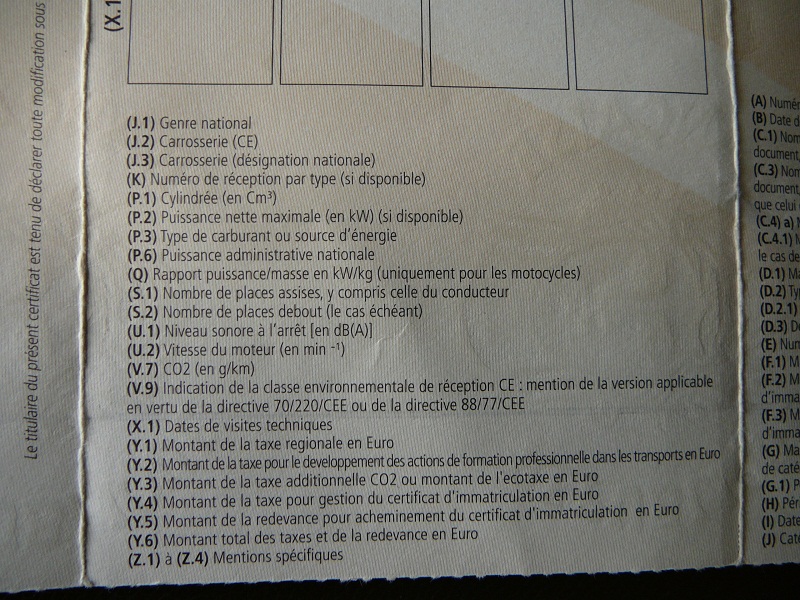 Le titulaire du présent certificat est tenu de déclarer toute modification sous
(X.1
(J.1) Genre national
(J.2) Carrosserie (CE)
(J.3) Carrosserie (désignation nationale)
(K) Numéro de réception par type (si disponible)
(P.1) Cylindrée (en Cm³)
(P.2) Puissance nette maximale (en kW) (si disponible)
(P.3) Type de carburant ou source d'énergie
(P.6) Puissance administrative nationale
(Q) Rapport puissance/masse en kW/kg (uniquement pour les motocycles)
(S.1) Nombre de places assises, y compris celle du conducteur
(S.2) Nombre de places debout (le cas échéant)
(U.1) Niveau sonore à l'arrêt [en dB(A)]
(U.2) Vitesse du moteur (en min ⁻¹)
(V.7) CO2 (en g/km)
(V.9) Indication de la classe environnementale de réception CE : mention de la version applicable
en vertu de la directive 70/220/CEE ou de la directive 88/77/CEE
(X.1) Dates de visites techniques
(Y.1) Montant de la taxe regionale en Euro
(Y.2) Montant de la taxe pour le developpement des actions de formation professionnelle dans les transports en Euro
(Y.3) Montant de la taxe additionnelle CO2 ou montant de l'ecotaxe en Euro
(Y.4) Montant de la taxe pour gestion du certificat d'immatriculation en Euro
(Y.5) Montant de la redevance pour acheminement du certificat d'immatriculation en Euro
(Y.6) Montant total des taxes et de la redevance en Euro
(Z.1) à (Z.4) Mentions spécifiques
(A) Numér
(B) Date d
(C.1) Nom
document
(C.3) Nom
document,
que celui
(C.4) a)
(C.4.1)
le cas de
(D.1) Ma
(D.2) Ty
(D.2.1)
(D.3) D
(E) Num
(F.1) M
(F.2) M
d'imma
(F.3) M
d'imma
(G) Ma
de caté
(G.1) P
(H) Pér
(I) Date
(J) Caté